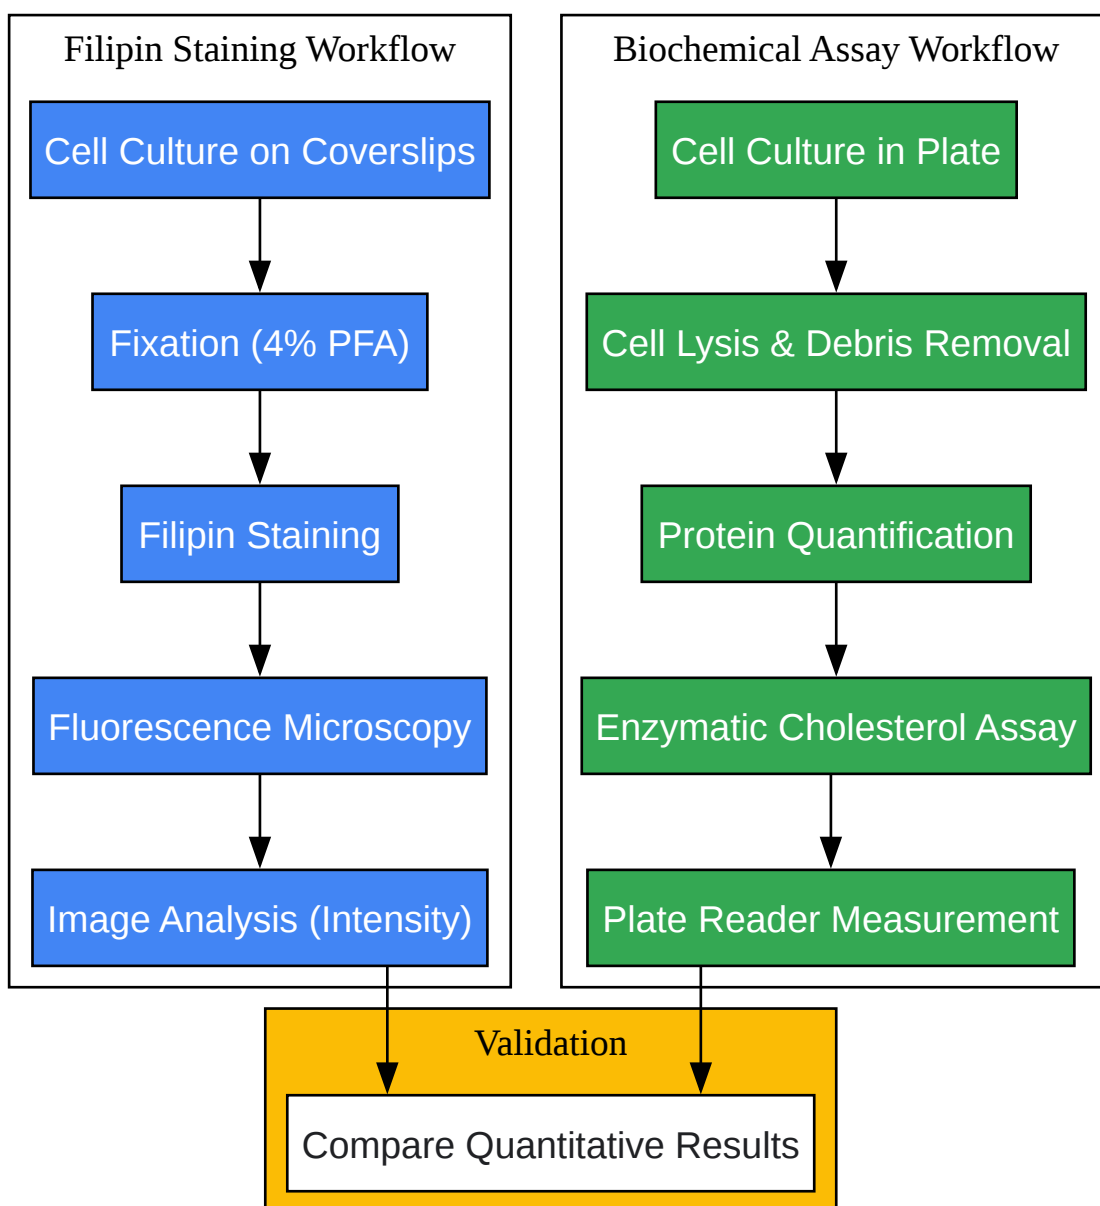 Filipin Staining Workflow
Cell Culture on Coverslips
Fixation (4% PFA)
Filipin Staining
Fluorescence Microscopy
Image Analysis (Intensity)
Biochemical Assay Workflow
Cell Culture in Plate
Cell Lysis & Debris Removal
Protein Quantification
Enzymatic Cholesterol Assay
Plate Reader Measurement
Validation
Compare Quantitative Results